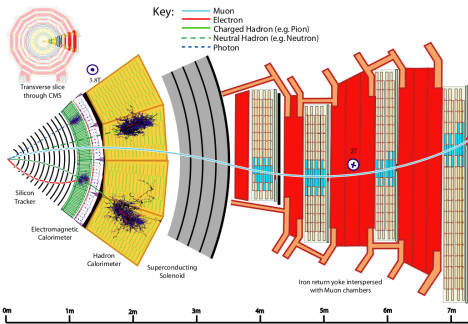 Key:
Muon
Electron
Charged Hadron (e.g. Pion)
Neutral Hadron (e.g. Neutron)
Photon
Transverse slice
through CMS
3.8T
2T
Silicon
Tracker
Electromagnetic
Calorimeter
Hadron
Calorimeter
Superconducting
Solenoid
Iron return yoke interspersed
with Muon chambers
0m 1m 2m 3m 4m 5m 6m 7m